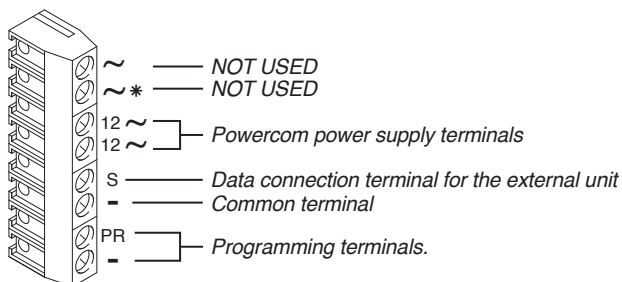 ~ NOT USED
~* NOT USED
12 ~
Powercom power supply terminals
12 ~
S Data connection terminal for the external unit
- Common terminal
PR
Programming terminals.
-